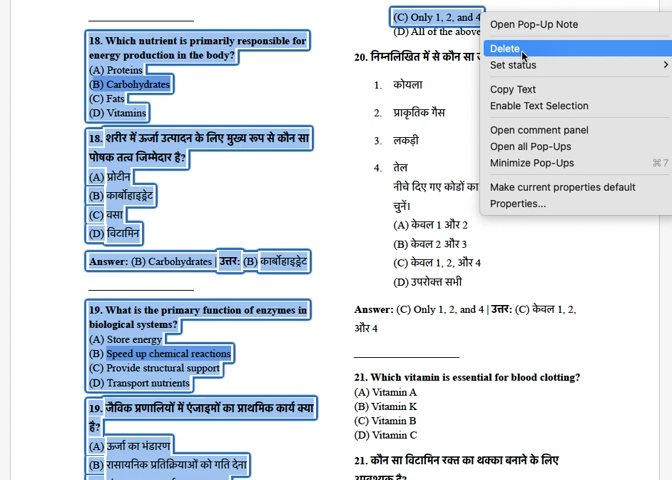 18. Which nutrient is primarily responsible for
energy production in the body?
(A) Proteins
(B) Carbohydrates
(C) Fats
(D) Vitamins
18. शरीर में ऊर्जा उत्पादन के लिए मुख्य रूप से कौन सा
पोषक तत्व जिम्मेदार है?
(A) प्रोटीन
(B) कार्बोहाइड्रेट
(C) वसा
(D) विटामिन
Answer: (B) Carbohydrates | उत्तर: (B) कार्बोहाइड्रेट
19. What is the primary function of enzymes in
biological systems?
(A) Store energy
(B) Speed up chemical reactions
(C) Provide structural support
(D) Transport nutrients
19. जैविक प्रणालियों में एंजाइमों का प्राथमिक कार्य क्या
है?
(A) ऊर्जा का भंडारण
(B) रासायनिक प्रतिक्रियाओं को गति देना
(C) Only 1, 2, and 4
(D) All of the above
20. निम्नलिखित में से कौन सा
1. कोयला
2. प्राकृतिक गैस
3. लकड़ी
4. तेल
नीचे दिए गए कोडों का
चुनें।
(A) केवल 1 और 2
(B) केवल 2 और 3
(C) केवल 1, 2, और 4
(D) उपरोक्त सभी
Answer: (C) Only 1, 2, and 4 | उत्तर: (C) केवल 1, 2,
और 4
21. Which vitamin is essential for blood clotting?
(A) Vitamin A
(B) Vitamin K
(C) Vitamin B
(D) Vitamin C
21. कौन सा विटामिन रक्त का थक्का बनाने के लिए
आवश्यक है?
Open Pop-Up Note
Delete
Set status
Copy Text
Enable Text Selection
Open comment panel
Open all Pop-Ups
Minimize Pop-Ups ⌘7
Make current properties default
Properties...